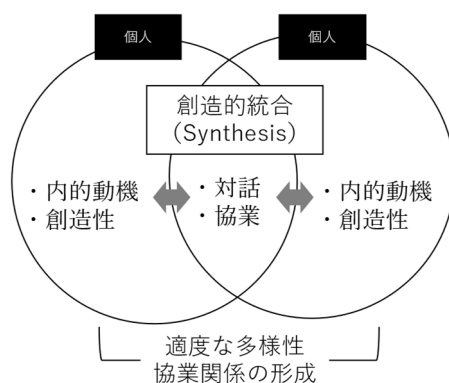 個人
個人
創造的統合
（Synthesis）
・内的動機
・創造性
・対話
・協業
・内的動機
・創造性
適度な多様性
協業関係の形成